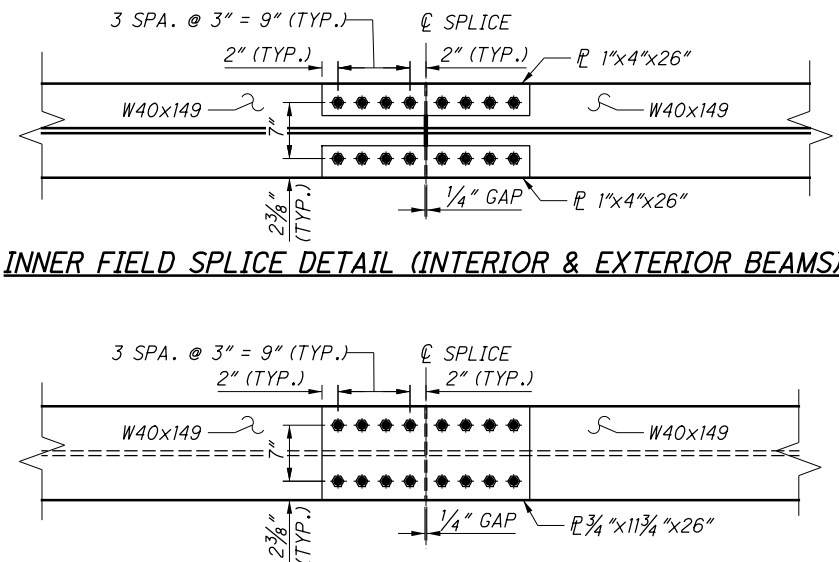 3 SPA. @ 3" = 9" (TYP.)
℄ SPLICE
2" (TYP.)
2" (TYP.)
℄ 1"x4"x26"
W40x149
W40x149
7"
2 3/8" (TYP.)
1/4" GAP
℄ 1"x4"x26"
INNER FIELD SPLICE DETAIL (INTERIOR & EXTERIOR BEAMS)
3 SPA. @ 3" = 9" (TYP.)
℄ SPLICE
2" (TYP.)
2" (TYP.)
W40x149
W40x149
7"
2 3/8" (TYP.)
1/4" GAP
℄ 3/4"x11 3/4"x26"